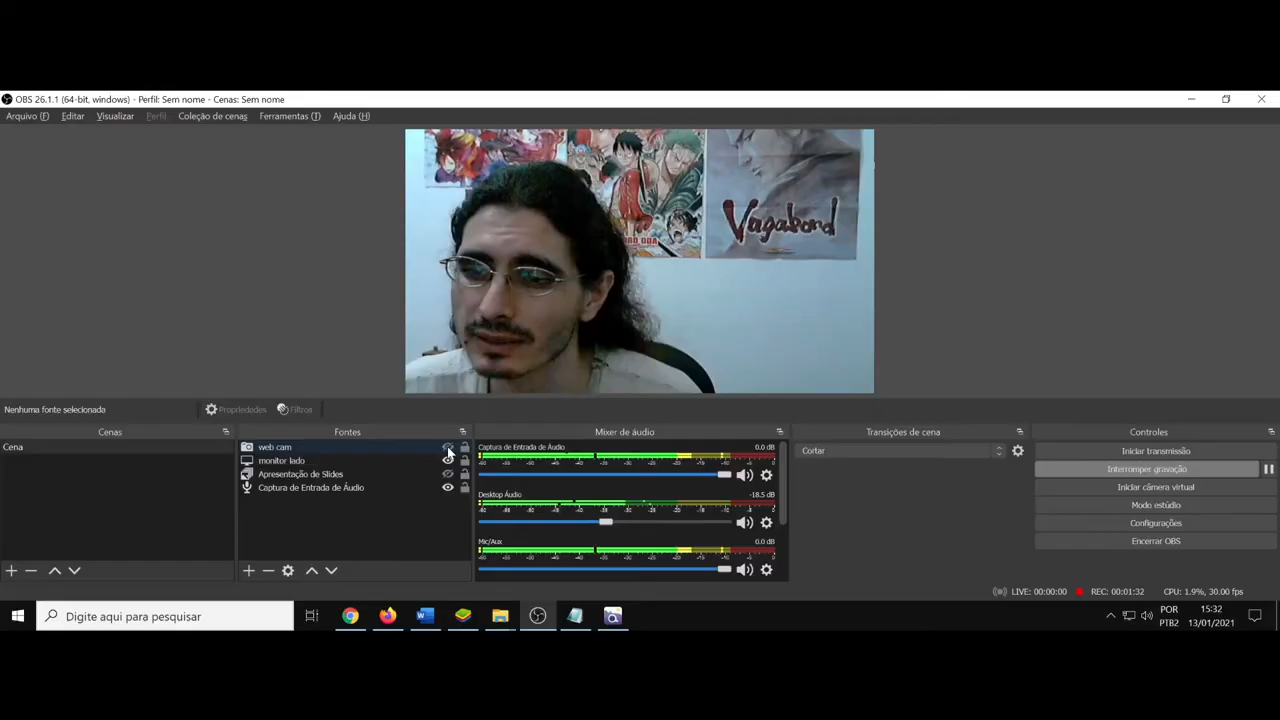 OBS 26.1.1 (64-bit, windows) - Perfil: Sem nome - Cenas: Sem nome
Arquivo (F) Editar Visualizar Perfil Coleção de cenas Ferramentas (T) Ajuda (H)
Vagabond
Nenhuma fonte selecionada Propriedades Filtros
Cenas Fontes Mixer de áudio Transições de cena Controles
Cena
web cam
monitor lado
Apresentação de Slides
Captura de Entrada de Áudio
Captura de Entrada de Áudio 0.0 dB
Desktop Áudio -18.5 dB
Mic/Aux 0.0 dB
Cortar
Iniciar transmissão
Interromper gravação
Iniciar câmera virtual
Modo estúdio
Configurações
Encerrar OBS
LIVE: 00:00:00 REC: 00:01:32 CPU: 1.9%, 30.00 fps
Digite aqui para pesquisar
POR
PTB2
15:32
13/01/2021